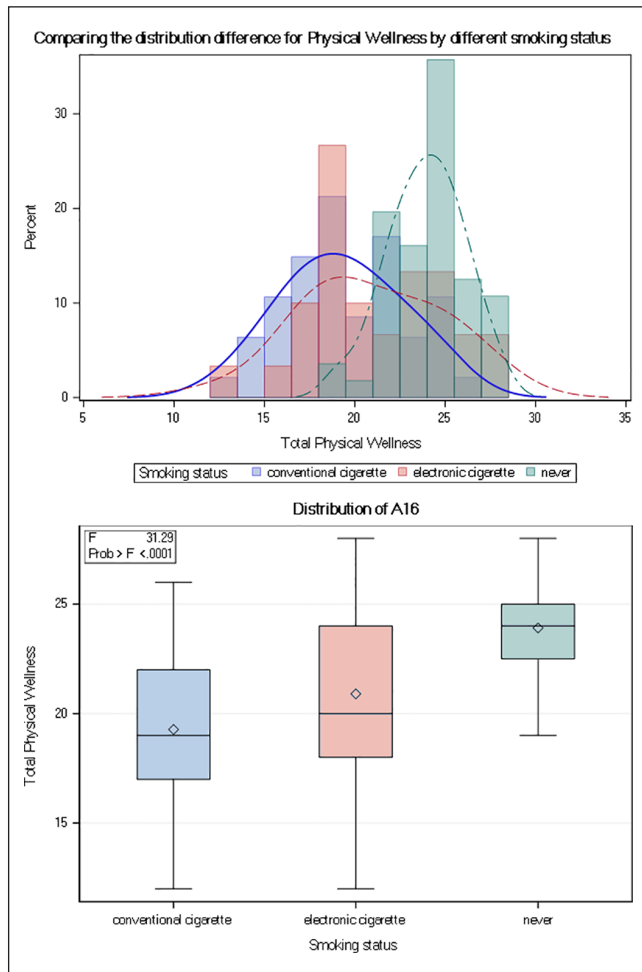 Comparing the distribution difference for Physical Wellness by different smoking status
30
20
10
0
Percent
5 10 15 20 25 30 35
Total Physical Wellness
Smoking status conventional cigarette electronic cigarette never
Distribution of A16
F 31.29
Prob > F <.0001
25
20
15
Total Physical Wellness
conventional cigarette electronic cigarette never
Smoking status